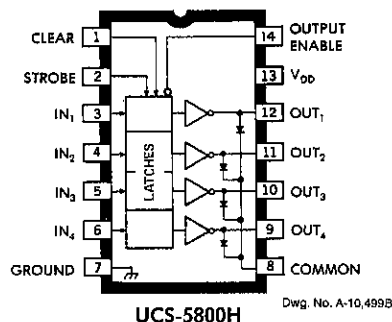 CLEAR 1
STROBE 2
IN₁ 3
IN₂ 4
IN₃ 5
IN₄ 6
GROUND 7
LATCHES
14 OUTPUT ENABLE
13 V_DD
12 OUT₁
11 OUT₂
10 OUT₃
9 OUT₄
8 COMMON
Dwg. No. A-10,499B
UCS-5800H